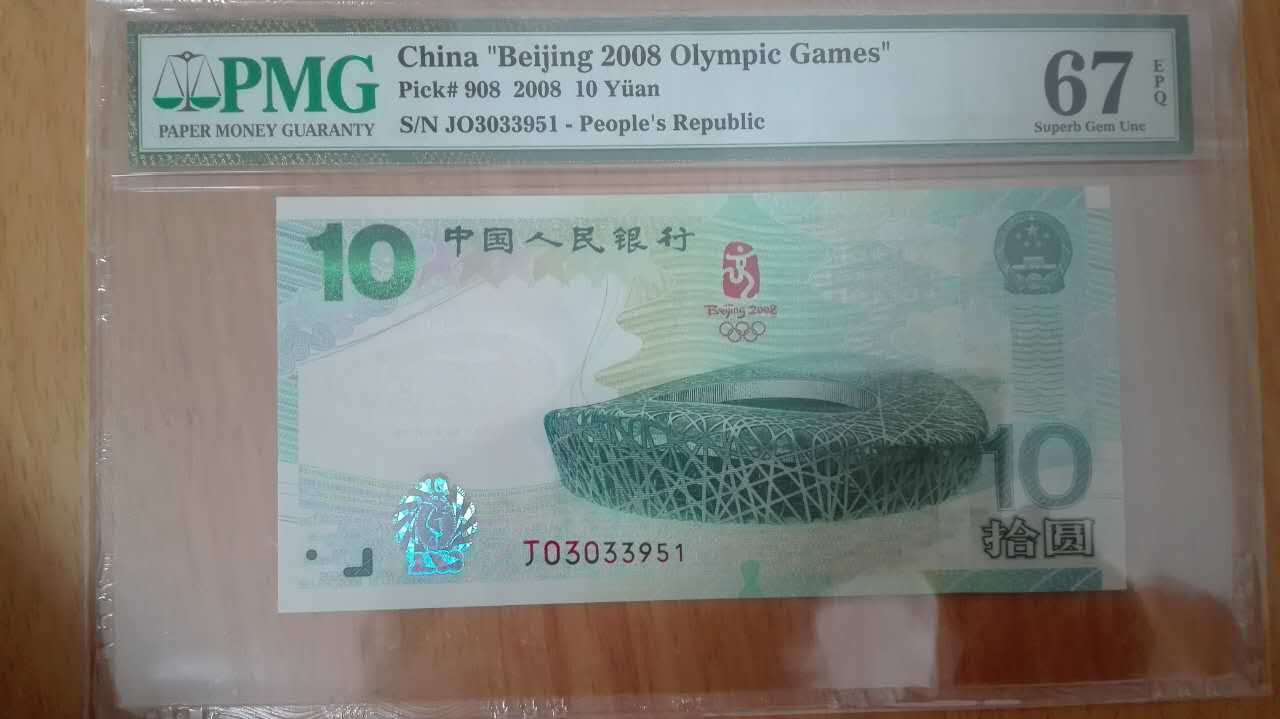 PMG
PAPER MONEY GUARANTY
China "Beijing 2008 Olympic Games"
Pick# 908 2008 10 Yüan
S/N JO3033951 - People's Republic
67
EPQ
Superb Gem Unc
10
中国人民银行
Beijing 2008
10
拾圆
JO3033951